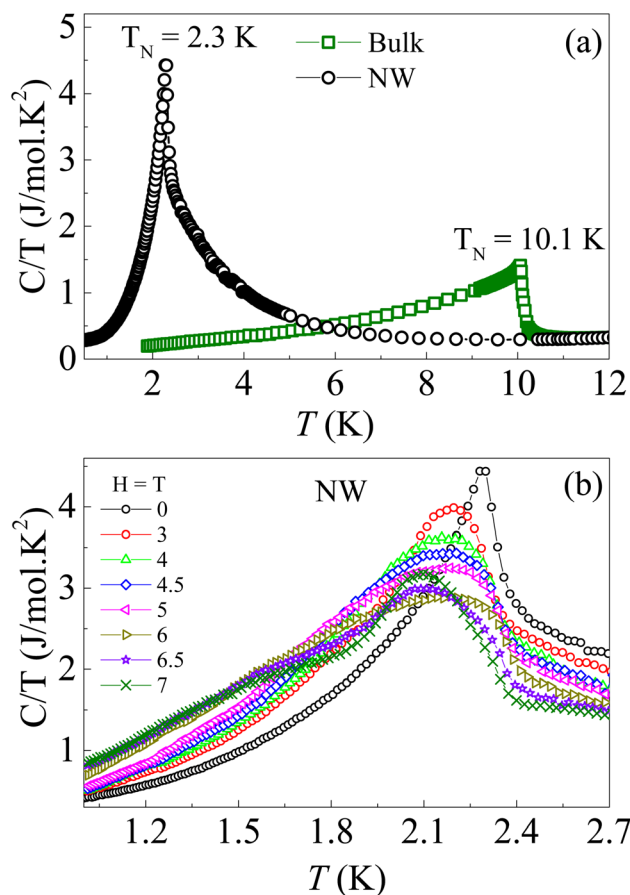 5
T_N = 2.3 K
Bulk
NW
(a)
4
3
2
1
0
C/T (J/mol.K²)
T_N = 10.1 K
2 4 6 8 10 12
T (K)
H = T
NW
(b)
0
3
4
4.5
5
6
6.5
7
4
3
2
1
C/T (J/mol.K²)
1.2 1.5 1.8 2.1 2.4 2.7
T (K)